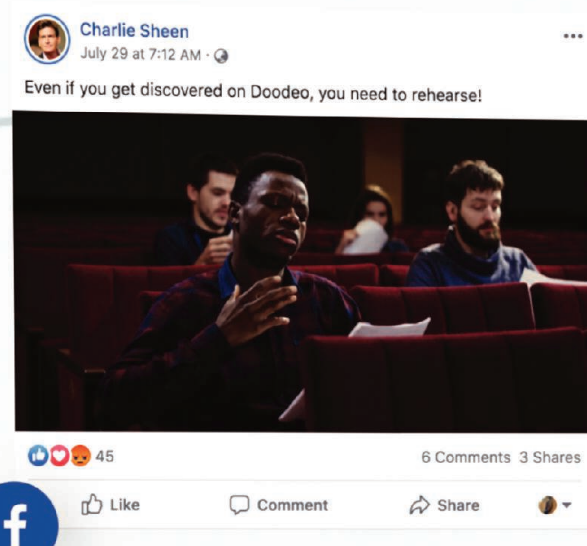 Charlie Sheen
July 29 at 7:12 AM ·
Even if you get discovered on Doodeo, you need to rehearse!
45
6 Comments 3 Shares
Like Comment Share
f